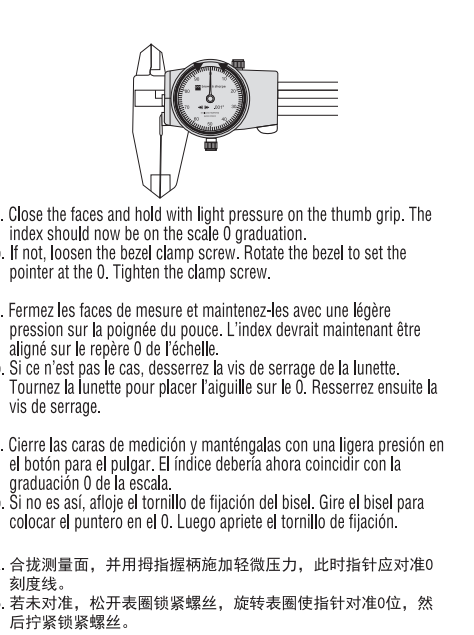 90
10
80
20
70
.001"
30
60
40
50
. Close the faces and hold with light pressure on the thumb grip. The
index should now be on the scale 0 graduation.
. If not, loosen the bezel clamp screw. Rotate the bezel to set the
pointer at the 0. Tighten the clamp screw.
. Fermez les faces de mesure et maintenez-les avec une légère
pression sur la poignée du pouce. L'index devrait maintenant être
aligné sur le repère 0 de l'échelle.
. Si ce n'est pas le cas, desserrez la vis de serrage de la lunette.
Tournez la lunette pour placer l'aiguille sur le 0. Resserrez ensuite la
vis de serrage.
. Cierre las caras de medición y manténgalas con una ligera presión en
el botón para el pulgar. El índice debería ahora coincidir con la
graduación 0 de la escala.
. Si no es así, afloje el tornillo de fijación del bisel. Gire el bisel para
colocar el puntero en el 0. Luego apriete el tornillo de fijación.
. 合拢测量面，并用拇指握柄施加轻微压力，此时指针应对准0
刻度线。
. 若未对准，松开表圈锁紧螺丝，旋转表圈使指针对准0位，然
后拧紧锁紧螺丝。